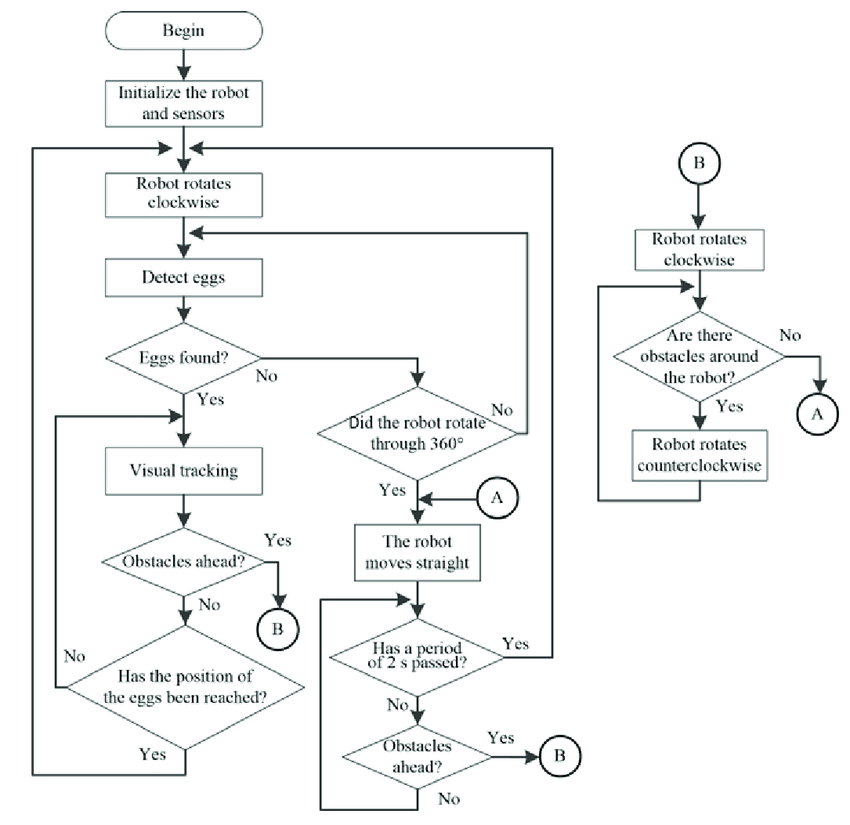 Begin
Initialize the robot
and sensors
Robot rotates
clockwise
Detect eggs
Eggs found?
No
Yes
Did the robot rotate
through 360°
No
Yes
A
Visual tracking
The robot
moves straight
Obstacles ahead?
Yes
No
B
Has a period
of 2 s passed?
Yes
No
Has the position of
the eggs been reached?
No
Yes
Obstacles
ahead?
Yes
B
No
B
Robot rotates
clockwise
Are there
obstacles around
the robot?
No
A
Yes
Robot rotates
counterclockwise